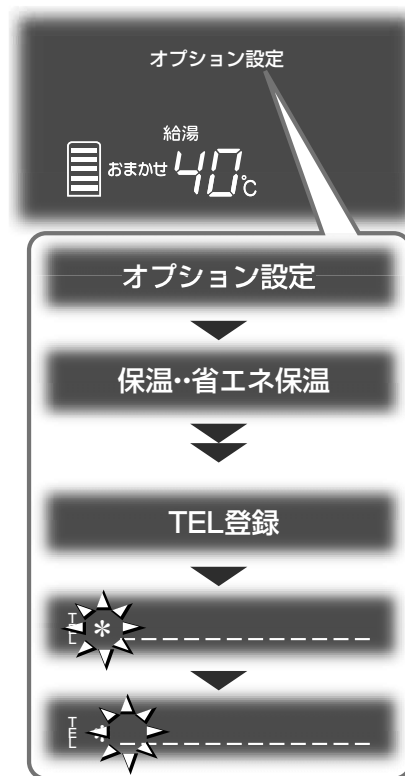 オプション設定
給湯
おまかせ 40℃
オプション設定
保温‥省エネ保温
TEL登録
TEL * _ _ _ _ _ _ _ _ _ _ _ _
TEL * _ _ _ _ _ _ _ _ _ _ _ _